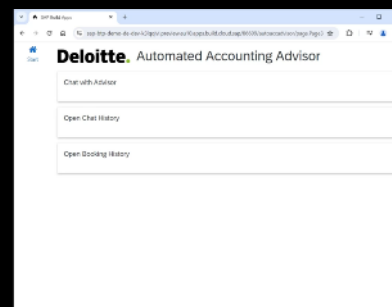 SAP Build Apps
Start
Deloitte. Automated Accounting Advisor
Chat with Advisor
Open Chat History
Open Booking History